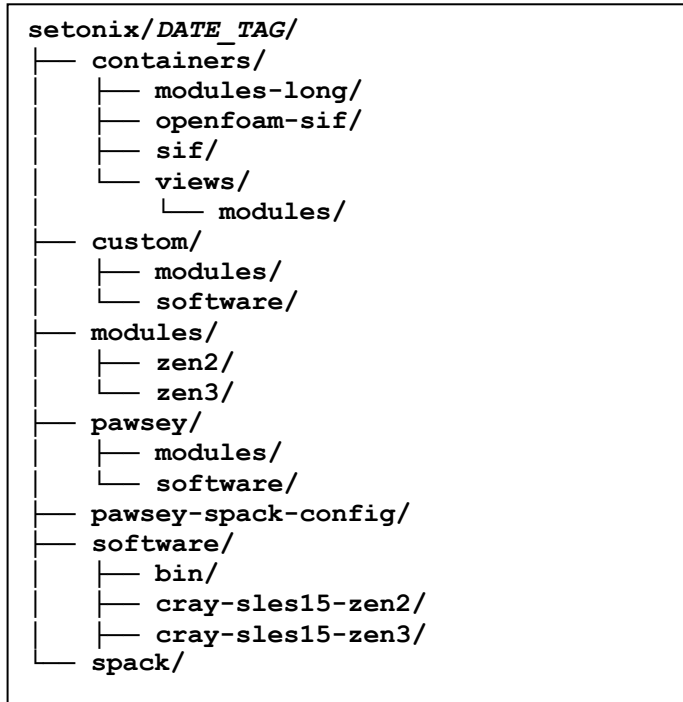 setonix/DATE_TAG/
├── containers/
│   ├── modules-long/
│   ├── openfoam-sif/
│   ├── sif/
│   └── views/
│       └── modules/
├── custom/
│   ├── modules/
│   └── software/
├── modules/
│   ├── zen2/
│   └── zen3/
├── pawsey/
│   ├── modules/
│   └── software/
├── pawsey-spack-config/
├── software/
│   ├── bin/
│   ├── cray-sles15-zen2/
│   ├── cray-sles15-zen3/
└── spack/